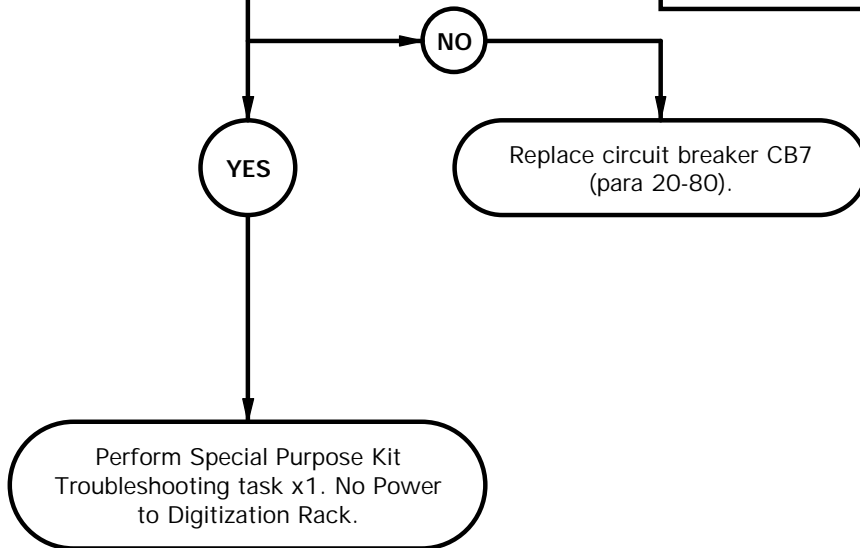 NO
YES
Replace circuit breaker CB7
(para 20-80).
Perform Special Purpose Kit
Troubleshooting task x1. No Power
to Digitization Rack.